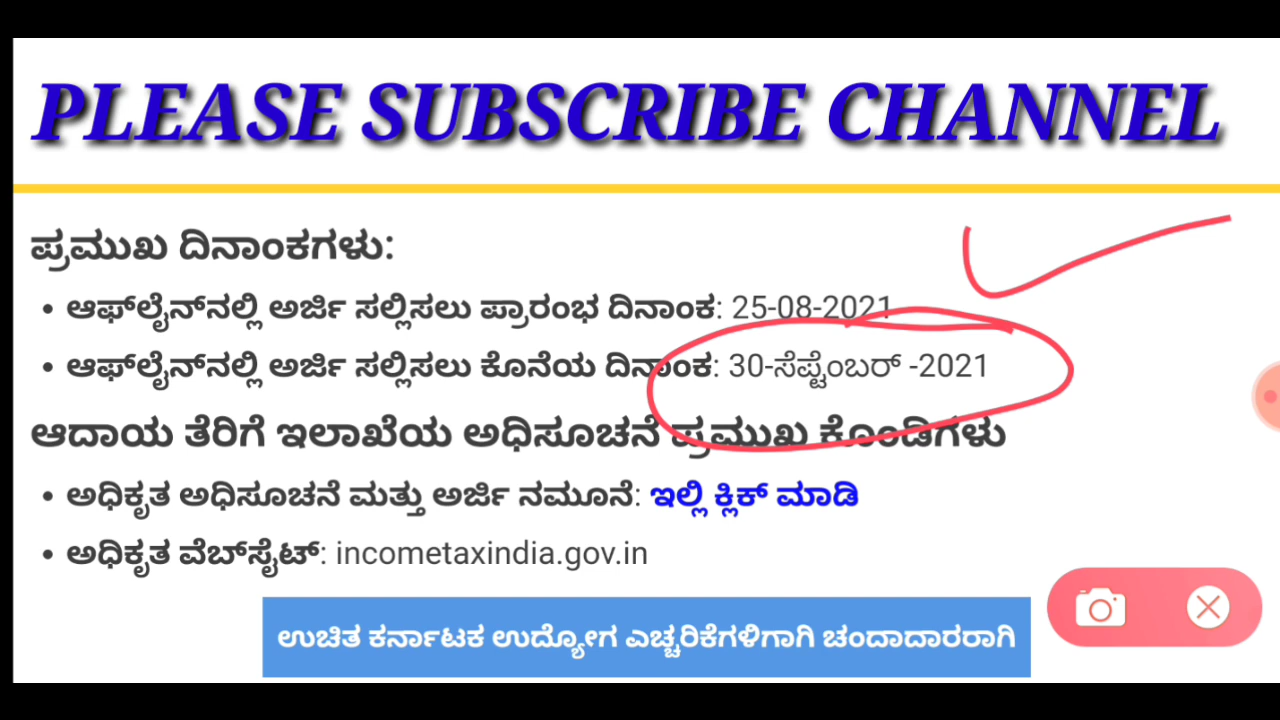 PLEASE SUBSCRIBE CHANNEL
ಪ್ರಮುಖ ದಿನಾಂಕಗಳು:
• ಆಫ್‌ಲೈನ್‌ನಲ್ಲಿ ಅರ್ಜಿ ಸಲ್ಲಿಸಲು ಪ್ರಾರಂಭ ದಿನಾಂಕ: 25-08-2021
• ಆಫ್‌ಲೈನ್‌ನಲ್ಲಿ ಅರ್ಜಿ ಸಲ್ಲಿಸಲು ಕೊನೆಯ ದಿನಾಂಕ: 30-ಸೆಪ್ಟೆಂಬರ್ -2021
ಆದಾಯ ತೆರಿಗೆ ಇಲಾಖೆಯ ಅಧಿಸೂಚನೆ ಪ್ರಮುಖ ಕೊಂಡಿಗಳು
• ಅಧಿಕೃತ ಅಧಿಸೂಚನೆ ಮತ್ತು ಅರ್ಜಿ ನಮೂನೆ: ಇಲ್ಲಿ ಕ್ಲಿಕ್ ಮಾಡಿ
• ಅಧಿಕೃತ ವೆಬ್‌ಸೈಟ್: incometaxindia.gov.in
ಉಚಿತ ಕರ್ನಾಟಕ ಉದ್ಯೋಗ ಎಚ್ಚರಿಕೆಗಳಿಗಾಗಿ ಚಂದಾದಾರರಾಗಿ